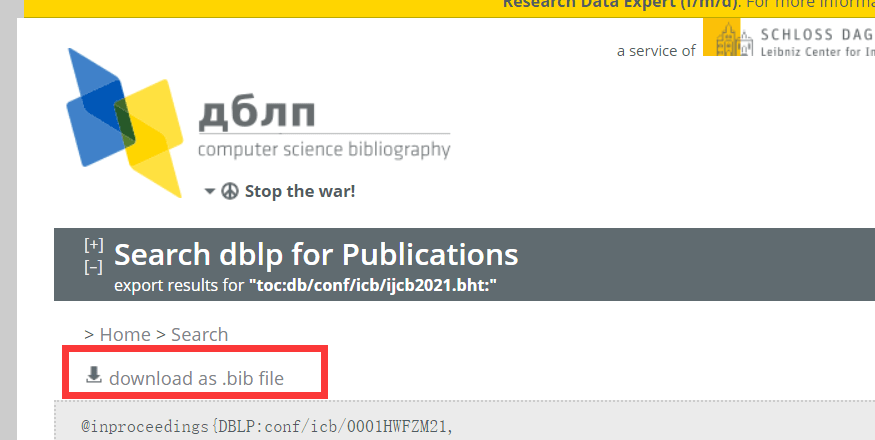 Research Data Expert (f/m/d). For more informa
a service of
SCHLOSS DAG
Leibniz Center for In
дблп
computer science bibliography
Stop the war!
[+]
[−]
Search dblp for Publications
export results for "toc:db/conf/icb/ijcb2021.bht:"
> Home > Search
download as .bib file
@inproceedings{DBLP:conf/icb/0001HWFZM21,